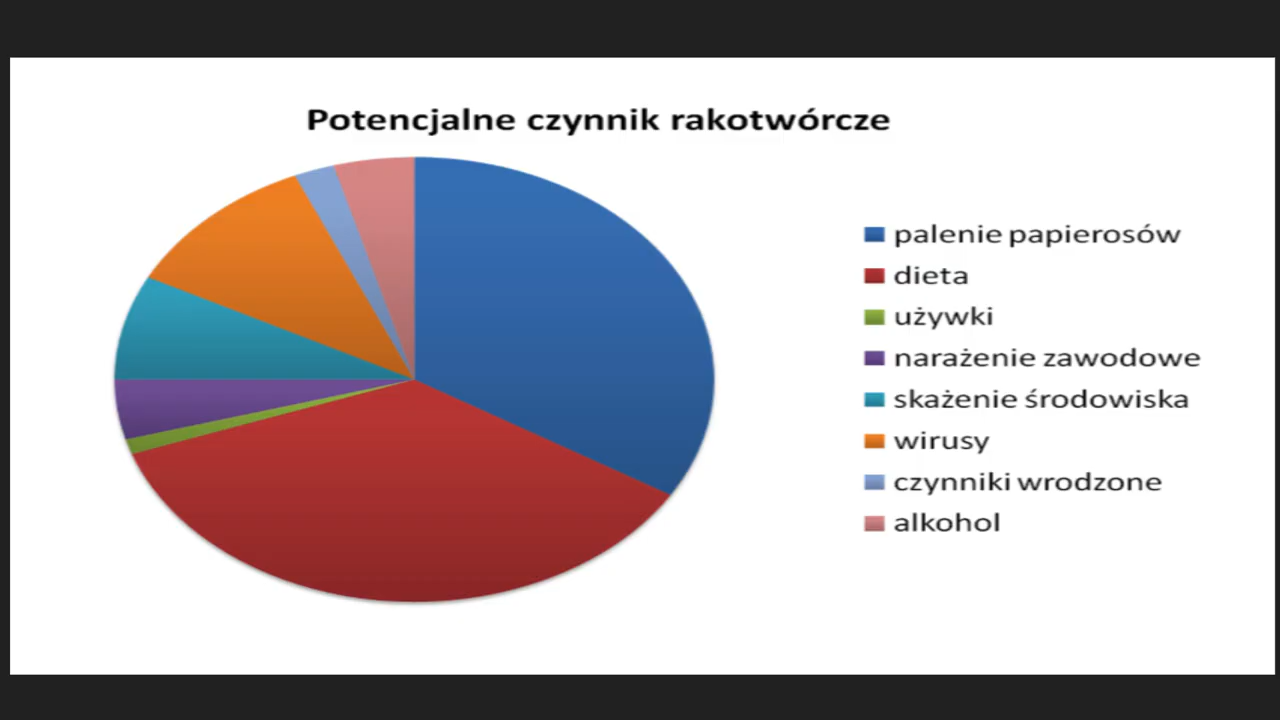 Potencjalne czynnik rakotwórcze
palenie papierosów
dieta
używki
narażenie zawodowe
skażenie środowiska
wirusy
czynniki wrodzone
alkohol